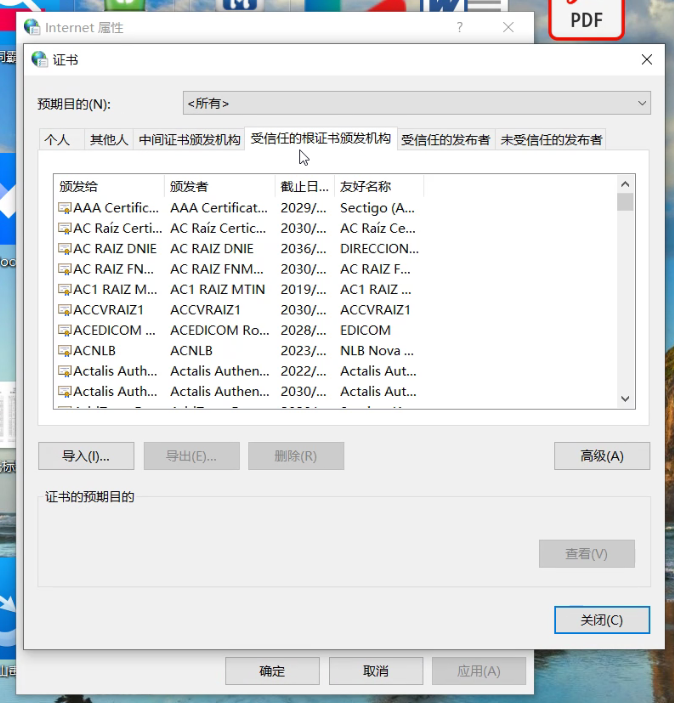 PDF
Internet 属性
?
证书
预期目的(N):
<所有>
个人 其他人 中间证书颁发机构 受信任的根证书颁发机构 受信任的发布者 未受信任的发布者
颁发给 颁发者 截止日... 友好名称
AAA Certific... AAA Certificat... 2029/... Sectigo (A...
AC Raíz Certi... AC Raíz Certic... 2030/... AC Raíz Ce...
AC RAIZ DNIE AC RAIZ DNIE 2036/... DIRECCION...
AC RAIZ FN... AC RAIZ FNM... 2030/... AC RAIZ F...
AC1 RAIZ M... AC1 RAIZ MTIN 2019/... AC1 RAIZ ...
ACCVRAIZ1 ACCVRAIZ1 2030/... ACCVRAIZ1
ACEDICOM ... ACEDICOM Ro... 2028/... EDICOM
ACNLB ACNLB 2023/... NLB Nova ...
Actalis Auth... Actalis Authen... 2022/... Actalis Aut...
Actalis Auth... Actalis Authen... 2030/... Actalis Aut...
导入(I)... 导出(E)... 删除(R) 高级(A)
证书的预期目的
查看(V)
关闭(C)
确定 取消 应用(A)